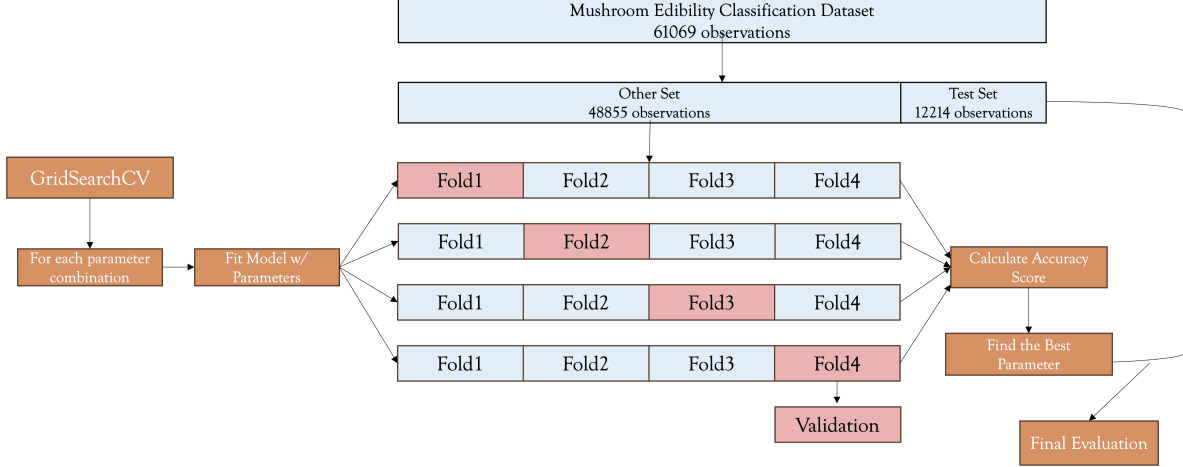 Mushroom Edibility Classification Dataset
61069 observations
Other Set
48855 observations
Test Set
12214 observations
GridSearchCV
For each parameter
combination
Fit Model w/
Parameters
Fold1 Fold2 Fold3 Fold4
Fold1 Fold2 Fold3 Fold4
Fold1 Fold2 Fold3 Fold4
Fold1 Fold2 Fold3 Fold4
Validation
Calculate Accuracy
Score
Find the Best
Parameter
Final Evaluation